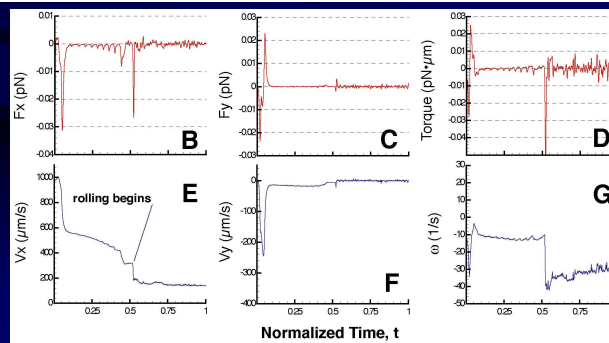 0.01
0
-0.01
-0.02
-0.03
-0.04
Fx (pN)
B
0.03
0.02
0.01
0
-0.01
-0.02
-0.03
Fy (pN)
C
0.03
0.02
0.01
0
-0.01
-0.02
-0.03
-0.04
Torque (pN•µm)
D
1000
800
600
400
200
0
Vx (µm/s)
E
rolling begins
0.25 0.5 0.75 1
0
-100
-200
-300
-400
Vy (µm/s)
F
0.25 0.5 0.75 1
30
20
10
0
-10
-20
-30
-40
-50
ω (1/s)
G
0.25 0.5 0.75
Normalized Time, t